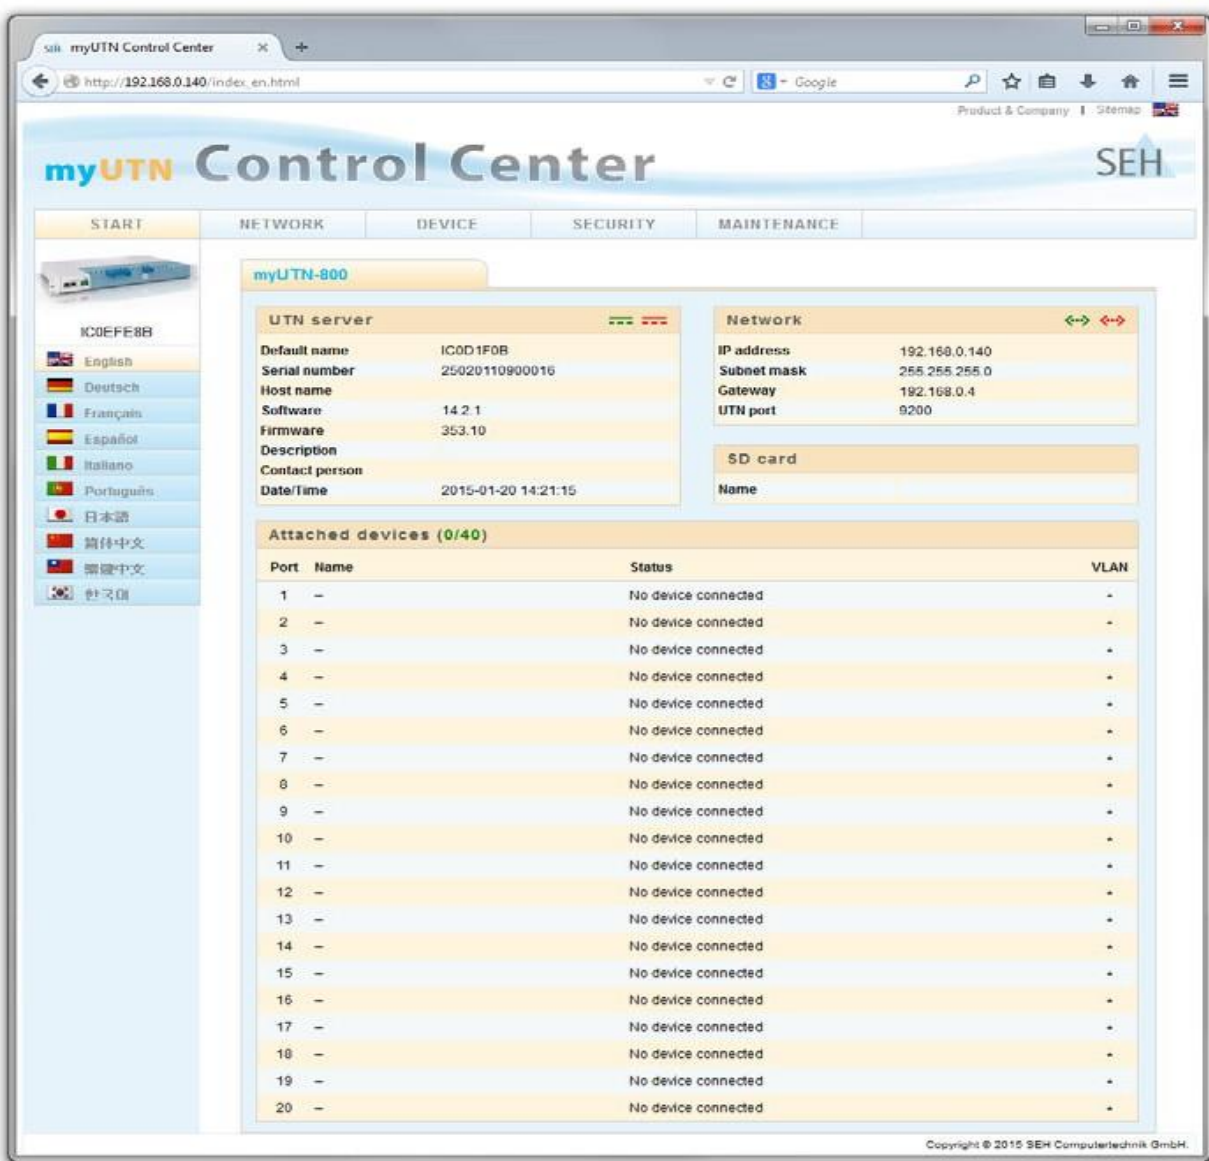 SEH myUTN Control Center
http://192.168.0.140/index_en.html
Google
Product & Company | Sitemap
myUTN Control Center
SEH
START NETWORK DEVICE SECURITY MAINTENANCE
IC0EFE8B
English
Deutsch
Français
Español
Italiano
Português
日本語
简体中文
繁體中文
한국어
myUTN-800
UTN server
Default name IC0D1F0B
Serial number 25020110900016
Host name
Software 14.2.1
Firmware 353.10
Description
Contact person
Date/Time 2015-01-20 14:21:15
Network
IP address 192.168.0.140
Subnet mask 255.255.255.0
Gateway 192.168.0.4
UTN port 9200
SD card
Name
Attached devices (0/40)
Port Name Status VLAN
1 – No device connected -
2 – No device connected -
3 – No device connected -
4 – No device connected -
5 – No device connected -
6 – No device connected -
7 – No device connected -
8 – No device connected -
9 – No device connected -
10 – No device connected -
11 – No device connected -
12 – No device connected -
13 – No device connected -
14 – No device connected -
15 – No device connected -
16 – No device connected -
17 – No device connected -
18 – No device connected -
19 – No device connected -
20 – No device connected -
Copyright © 2015 SEH Computertechnik GmbH.